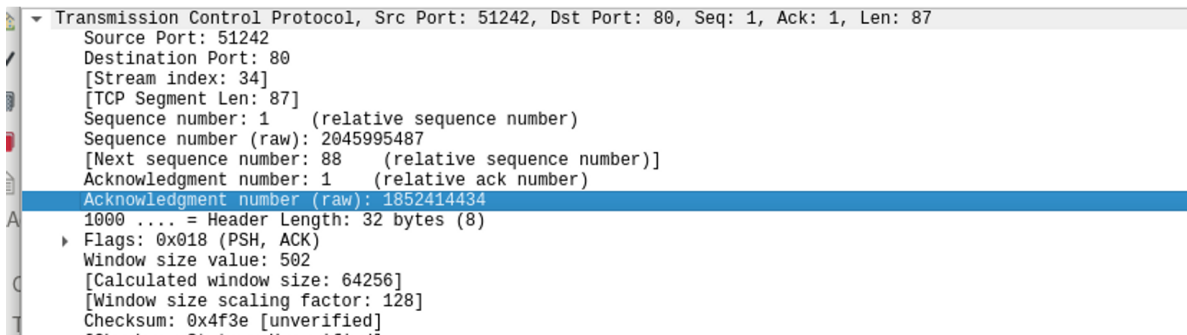 Transmission Control Protocol, Src Port: 51242, Dst Port: 80, Seq: 1, Ack: 1, Len: 87
Source Port: 51242
Destination Port: 80
[Stream index: 34]
[TCP Segment Len: 87]
Sequence number: 1    (relative sequence number)
Sequence number (raw): 2045995487
[Next sequence number: 88    (relative sequence number)]
Acknowledgment number: 1    (relative ack number)
Acknowledgment number (raw): 1852414434
1000 .... = Header Length: 32 bytes (8)
Flags: 0x018 (PSH, ACK)
Window size value: 502
[Calculated window size: 64256]
[Window size scaling factor: 128]
Checksum: 0x4f3e [unverified]